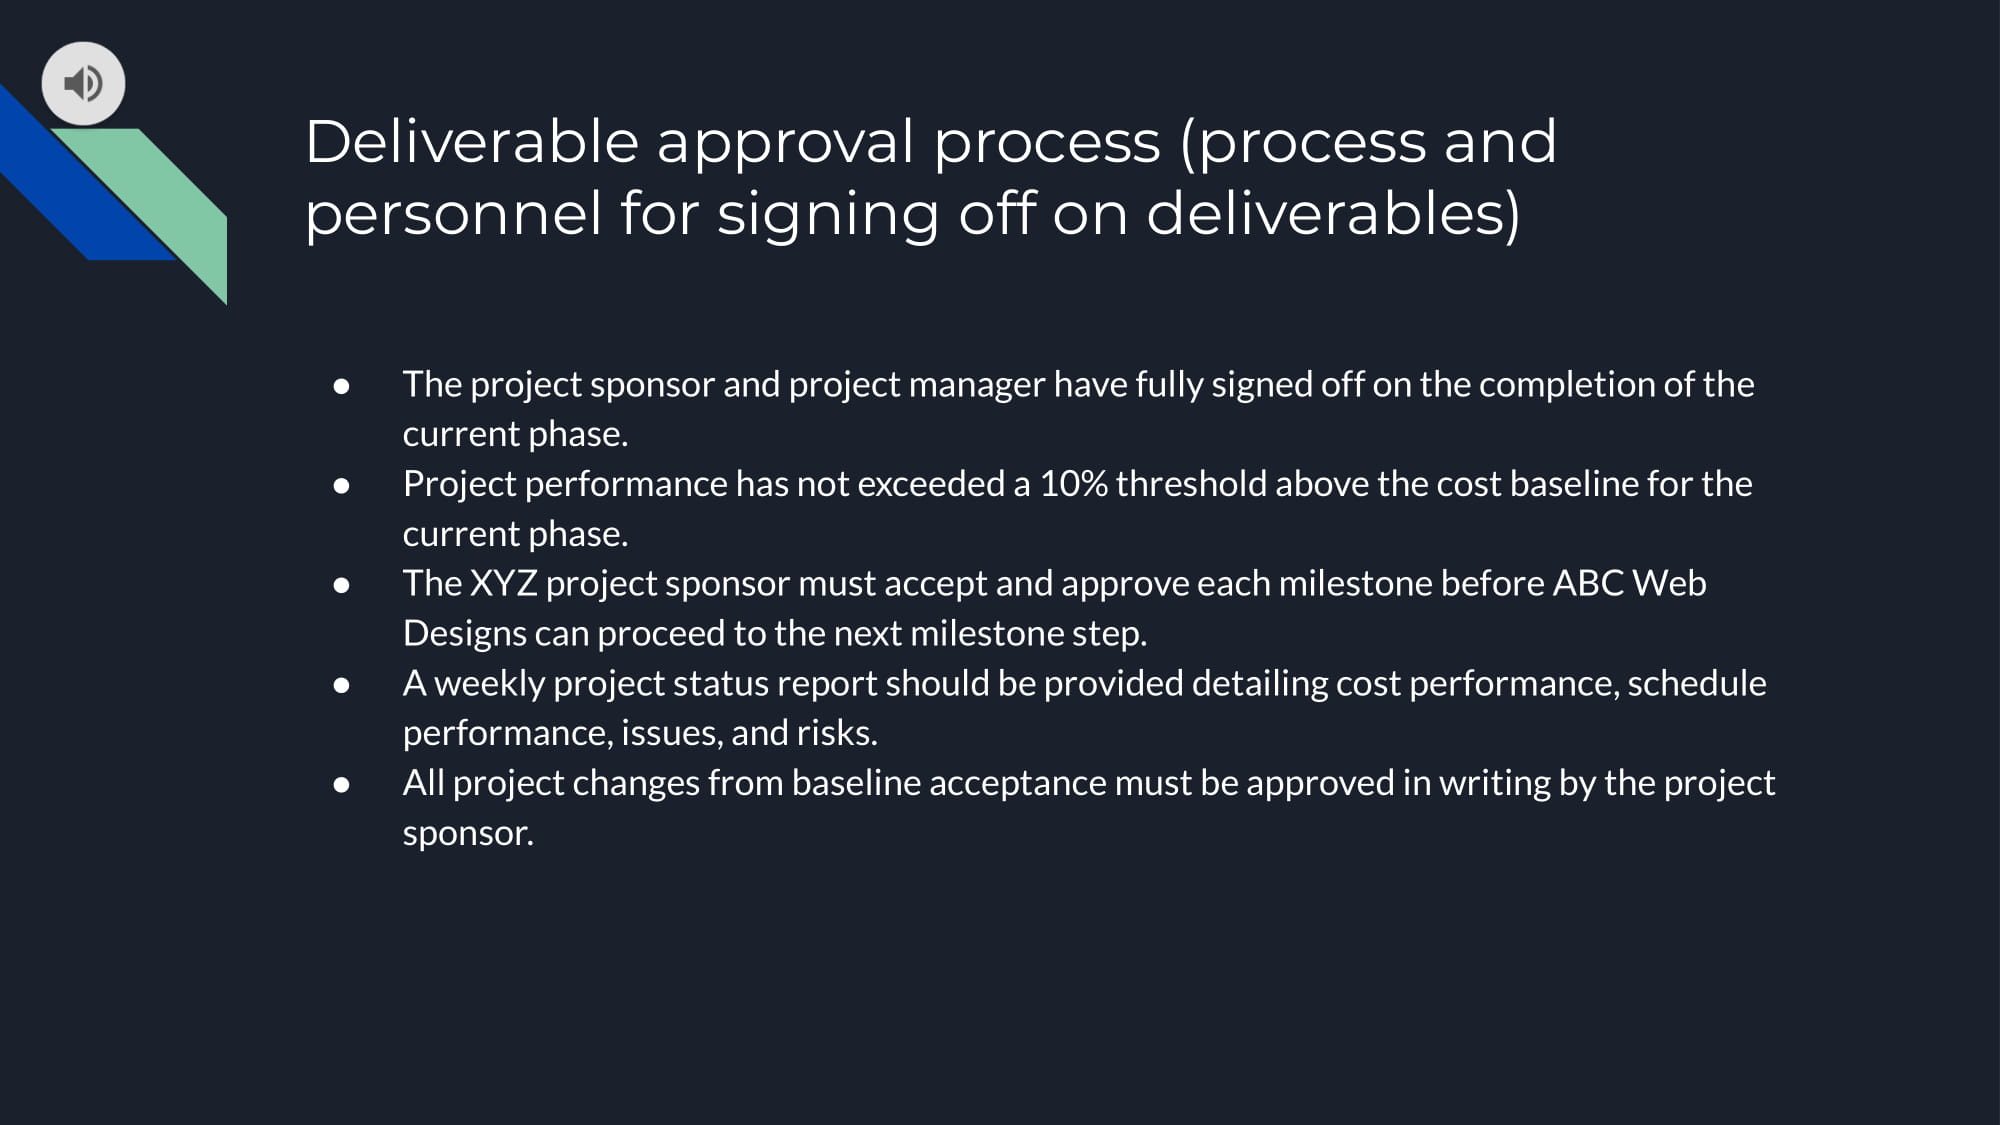 Deliverable approval process (process and
personnel for signing off on deliverables)
● The project sponsor and project manager have fully signed off on the completion of the
current phase.
● Project performance has not exceeded a 10% threshold above the cost baseline for the
current phase.
● The XYZ project sponsor must accept and approve each milestone before ABC Web
Designs can proceed to the next milestone step.
● A weekly project status report should be provided detailing cost performance, schedule
performance, issues, and risks.
● All project changes from baseline acceptance must be approved in writing by the project
sponsor.